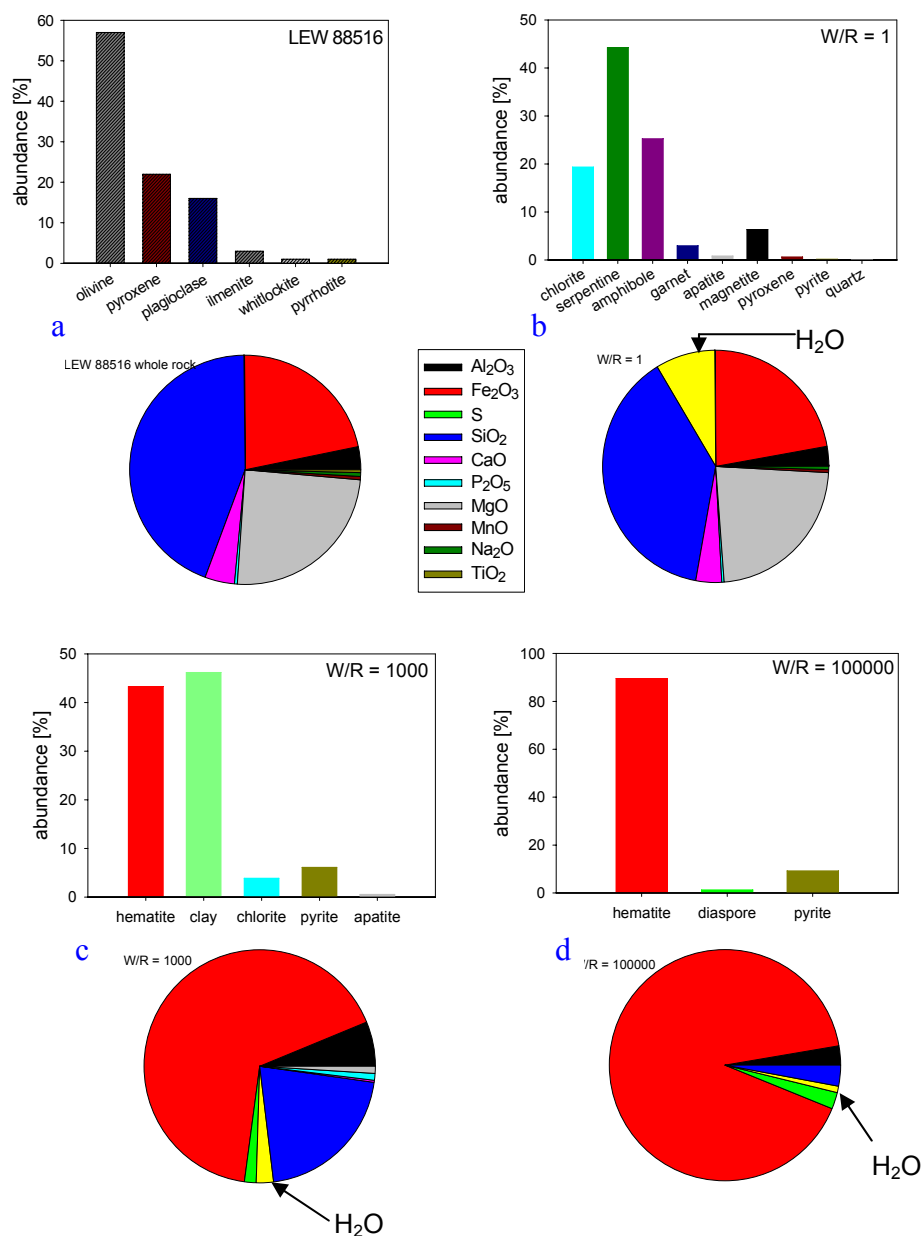 LEW 88516
abundance [%]
60
50
40
30
20
10
0
olivine
pyroxene
plagioclase
ilmenite
whitlockite
pyrrhotite
W/R = 1
abundance [%]
50
40
30
20
10
0
chlorite
serpentine
amphibole
garnet
apatite
magnetite
pyroxene
pyrite
quartz
a
b
H₂O
LEW 88516 whole rock
W/R = 1
Al₂O₃
Fe₂O₃
S
SiO₂
CaO
P₂O₅
MgO
MnO
Na₂O
TiO₂
W/R = 1000
abundance [%]
50
40
30
20
10
0
hematite
clay
chlorite
pyrite
apatite
W/R = 100000
abundance [%]
100
80
60
40
20
0
hematite
diaspore
pyrite
c
W/R = 1000
H₂O
d
/R = 100000
H₂O